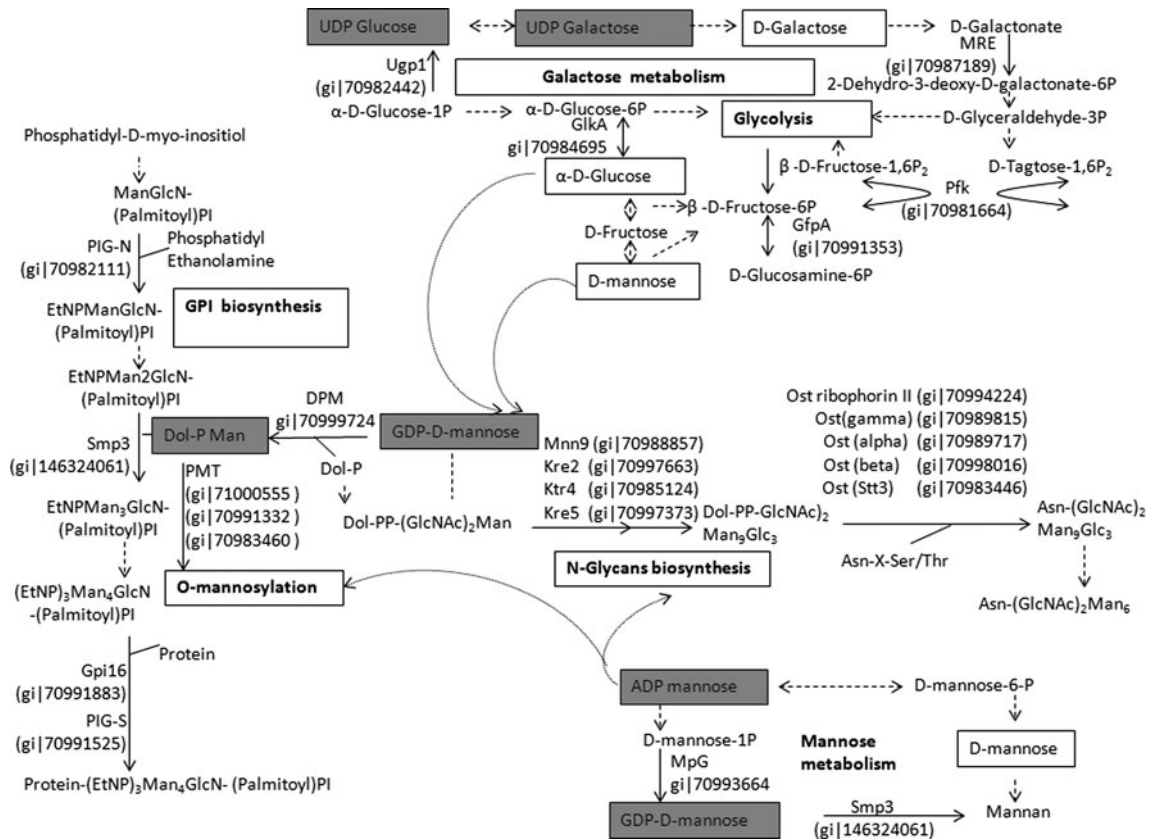 UDP Glucose
UDP Galactose
D-Galactose
D-Galactonate
MRE
(gi|70987189)
2-Dehydro-3-deoxy-D-galactonate-6P
Ugp1
(gi|70982442)
Galactose metabolism
α-D-Glucose-1P
α-D-Glucose-6P
GlkA
gi|70984695
Glycolysis
D-Glyceraldehyde-3P
α-D-Glucose
β-D-Fructose-1,6P2
D-Tagtose-1,6P2
Pfk
(gi|70981664)
β-D-Fructose-6P
D-Fructose
GfpA
(gi|70991353)
D-mannose
D-Glucosamine-6P
Phosphatidyl-D-myo-inositiol
ManGlcN-
(Palmitoyl)PI
PIG-N
(gi|70982111)
Phosphatidyl
Ethanolamine
EtNPManGlcN-
(Palmitoyl)PI
GPI biosynthesis
EtNPMan2GlcN-
(Palmitoyl)PI
Smp3
(gi|146324061)
Dol-P Man
DPM
gi|70999724
GDP-D-mannose
Dol-P
PMT
(gi|71000555)
(gi|70991332)
(gi|70983460)
EtNPMan3GlcN-
(Palmitoyl)PI
O-mannosylation
Dol-PP-(GlcNAc)2Man
Mnn9 (gi|70988857)
Kre2 (gi|70997663)
Ktr4 (gi|70985124)
Kre5 (gi|70997373)
Dol-PP-GlcNAc)2
Man9Glc3
N-Glycans biosynthesis
Ost ribophorin II (gi|70994224)
Ost(gamma) (gi|70989815)
Ost (alpha) (gi|70989717)
Ost (beta) (gi|70998016)
Ost (Stt3) (gi|70983446)
Asn-X-Ser/Thr
Asn-(GlcNAc)2
Man9Glc3
Asn-(GlcNAc)2Man6
(EtNP)3Man4GlcN
-(Palmitoyl)PI
Protein
Gpi16
(gi|70991883)
PIG-S
(gi|70991525)
Protein-(EtNP)3Man4GlcN- (Palmitoyl)PI
ADP mannose
D-mannose-6-P
D-mannose-1P
MpG
gi|70993664
Mannose
metabolism
D-mannose
GDP-D-mannose
Smp3
(gi|146324061)
Mannan